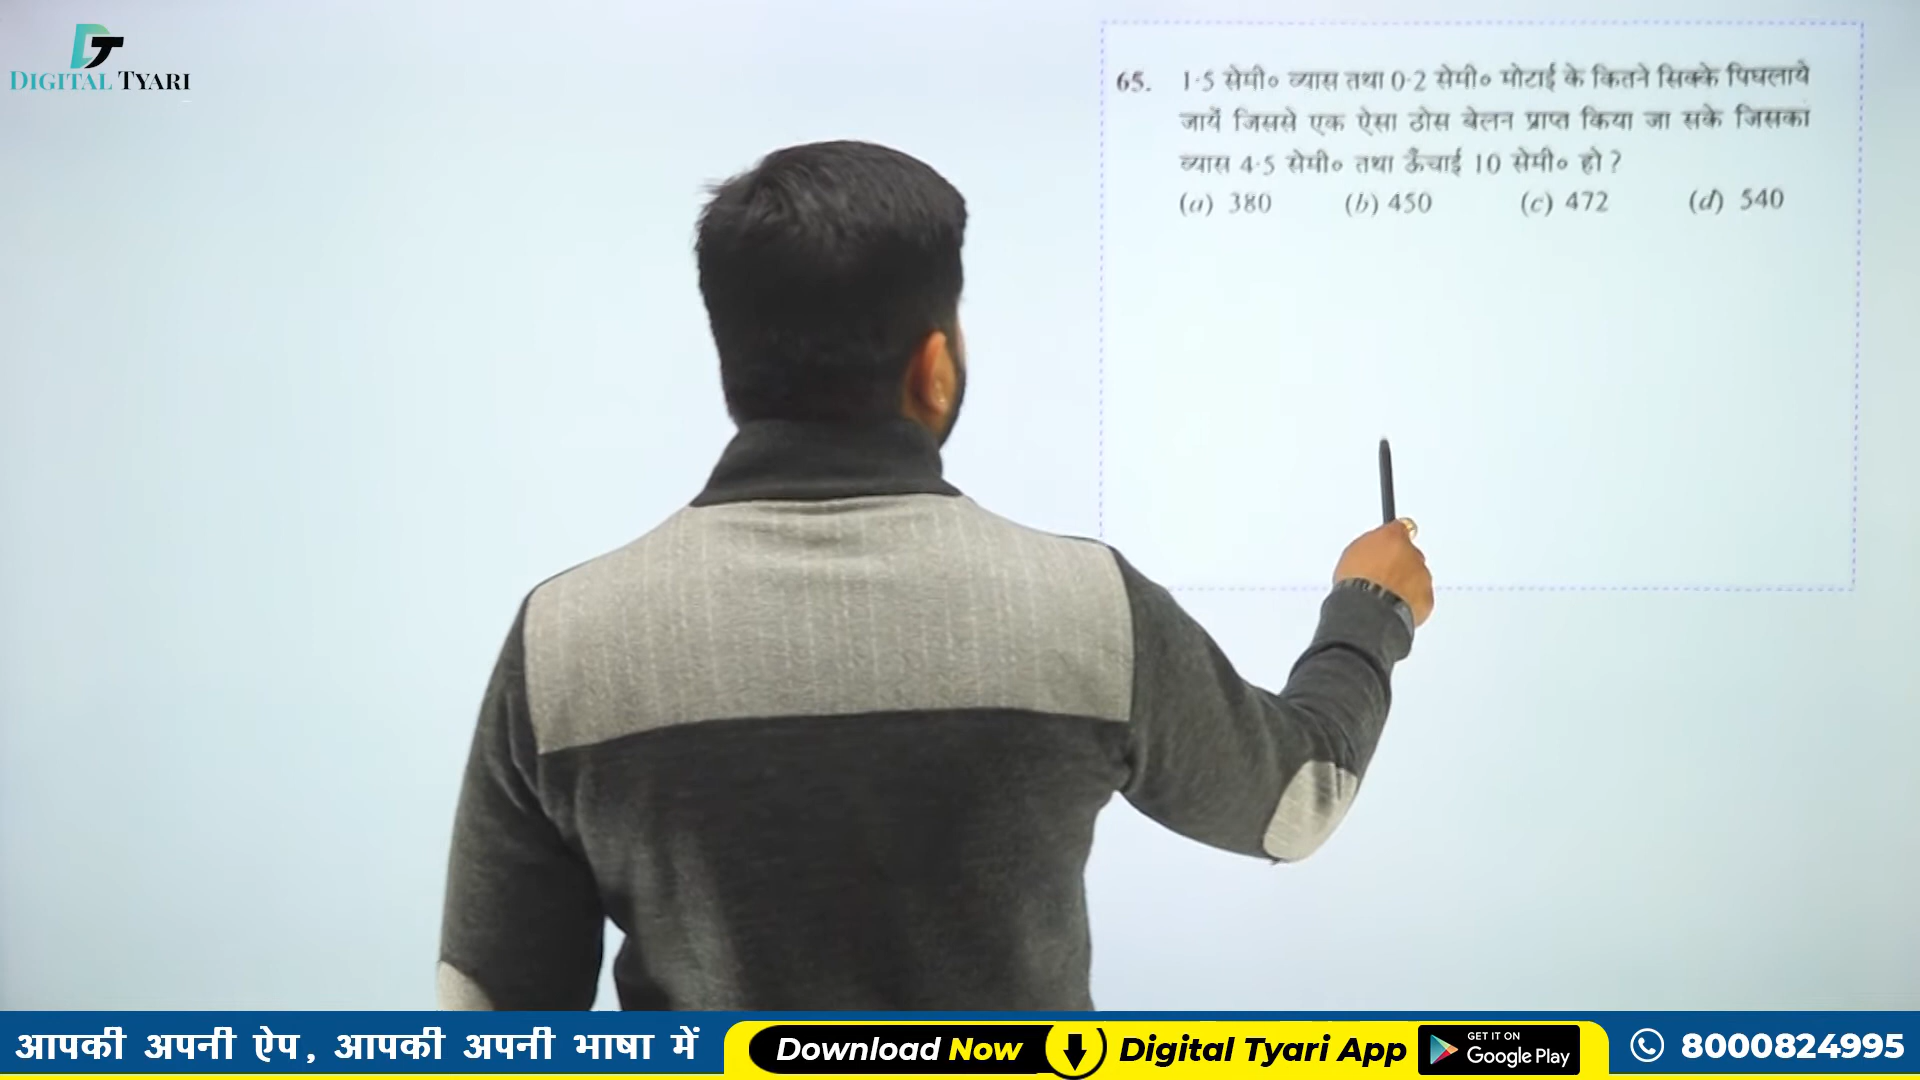 DT
DIGITAL TYARI
65. 1·5 सेमी० व्यास तथा 0·2 सेमी० मोटाई के कितने सिक्के पिघलाये
जायें जिससे एक ऐसा ठोस बेलन प्राप्त किया जा सके जिसका
व्यास 4·5 सेमी० तथा ऊँचाई 10 सेमी० हो ?
(a) 380 (b) 450 (c) 472 (d) 540
आपकी अपनी ऐप, आपकी अपनी भाषा में
Download Now
Digital Tyari App
GET IT ON
Google Play
8000824995